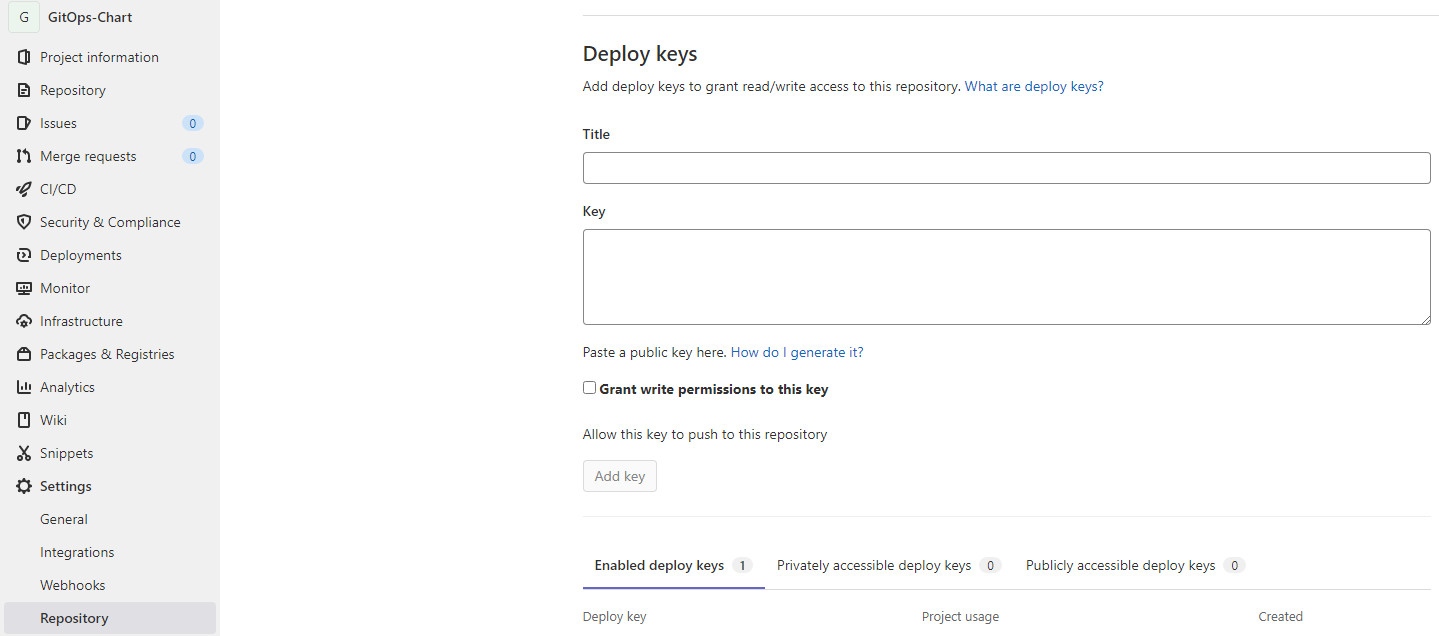 G GitOps-Chart
Project information
Repository
Issues 0
Merge requests 0
CI/CD
Security & Compliance
Deployments
Monitor
Infrastructure
Packages & Registries
Analytics
Wiki
Snippets
Settings
General
Integrations
Webhooks
Repository
Deploy keys
Add deploy keys to grant read/write access to this repository. What are deploy keys?
Title
Key
Paste a public key here. How do I generate it?
Grant write permissions to this key
Allow this key to push to this repository
Add key
Enabled deploy keys 1 Privately accessible deploy keys 0 Publicly accessible deploy keys 0
Deploy key Project usage Created